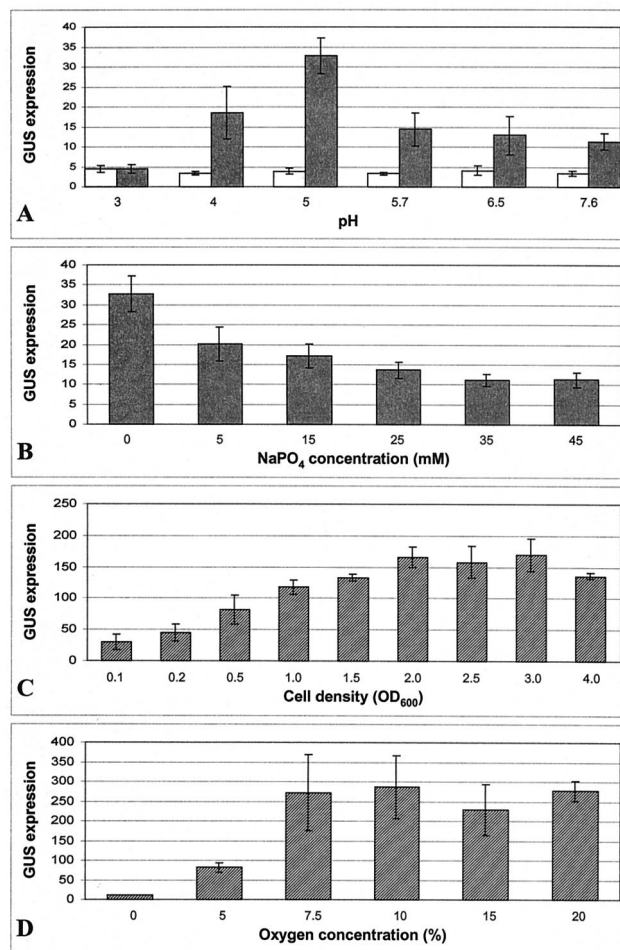 GUS expression
40
35
30
25
20
15
10
5
0
3 4 5 5.7 6.5 7.6
pH
A
GUS expression
40
35
30
25
20
15
10
5
0
0 5 15 25 35 45
NaPO4 concentration (mM)
B
GUS expression
250
200
150
100
50
0
0.1 0.2 0.5 1.0 1.5 2.0 2.5 3.0 4.0
Cell density (OD600)
C
GUS expression
400
350
300
250
200
150
100
50
0
0 5 7.5 10 15 20
Oxygen concentration (%)
D